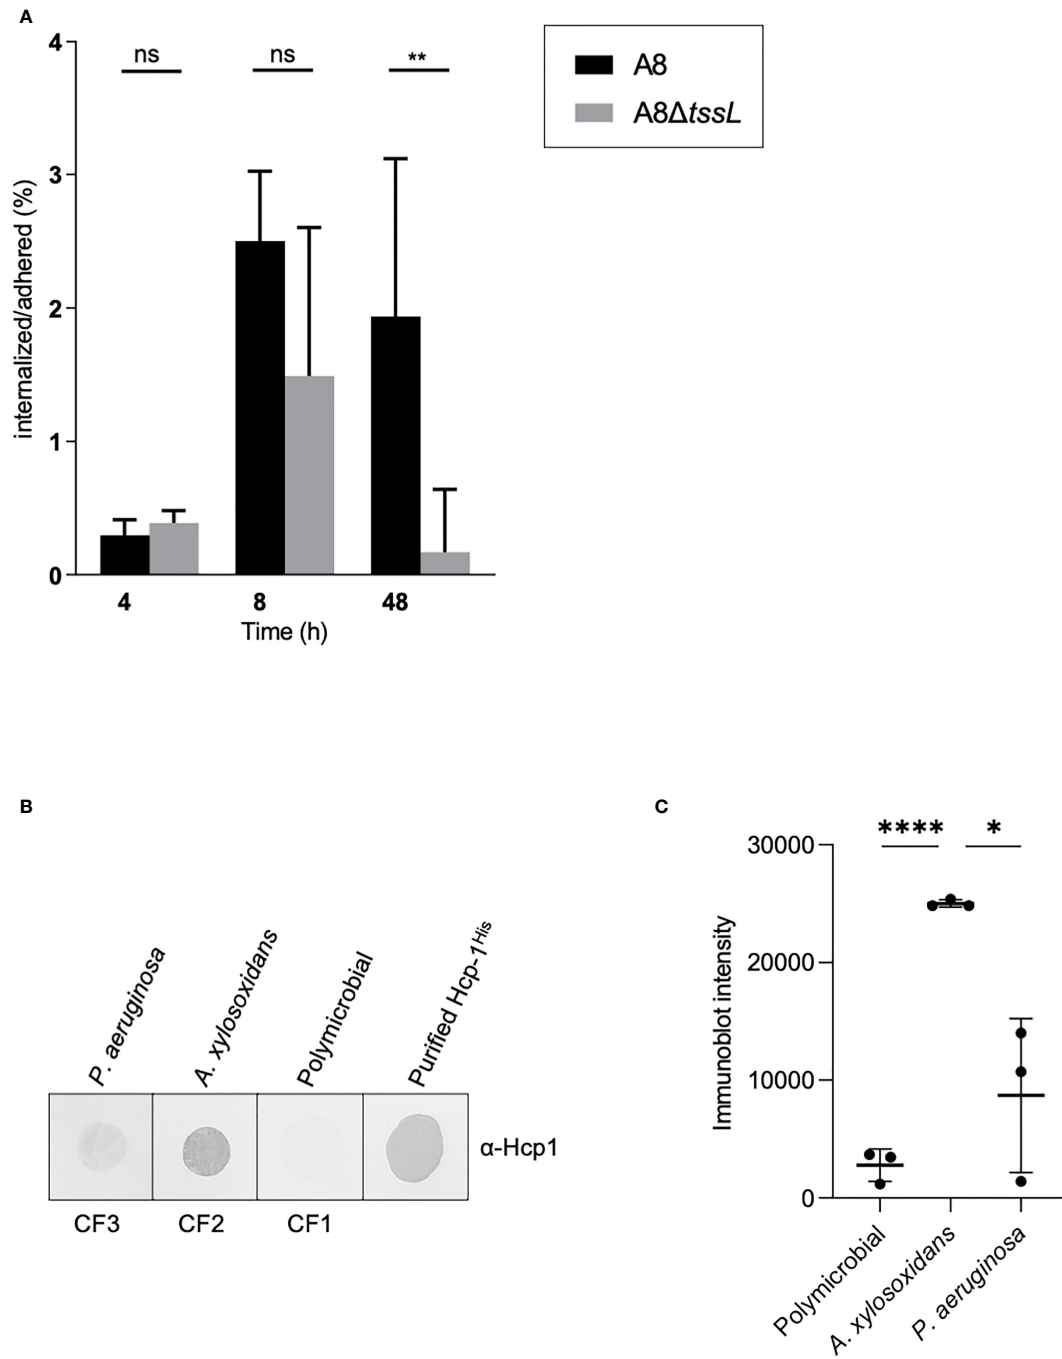 A
4
3
2
1
0
internalized/adhered (%)
ns
ns
**
4
8
48
Time (h)
A8
A8ΔtssL
B
P. aeruginosa
A. xylosoxidans
Polymicrobial
Purified Hcp-1His
α-Hcp1
CF3
CF2
CF1
C
****
*
30000
20000
10000
0
Immunoblot intensity
Polymicrobial
A. xylosoxidans
P. aeruginosa